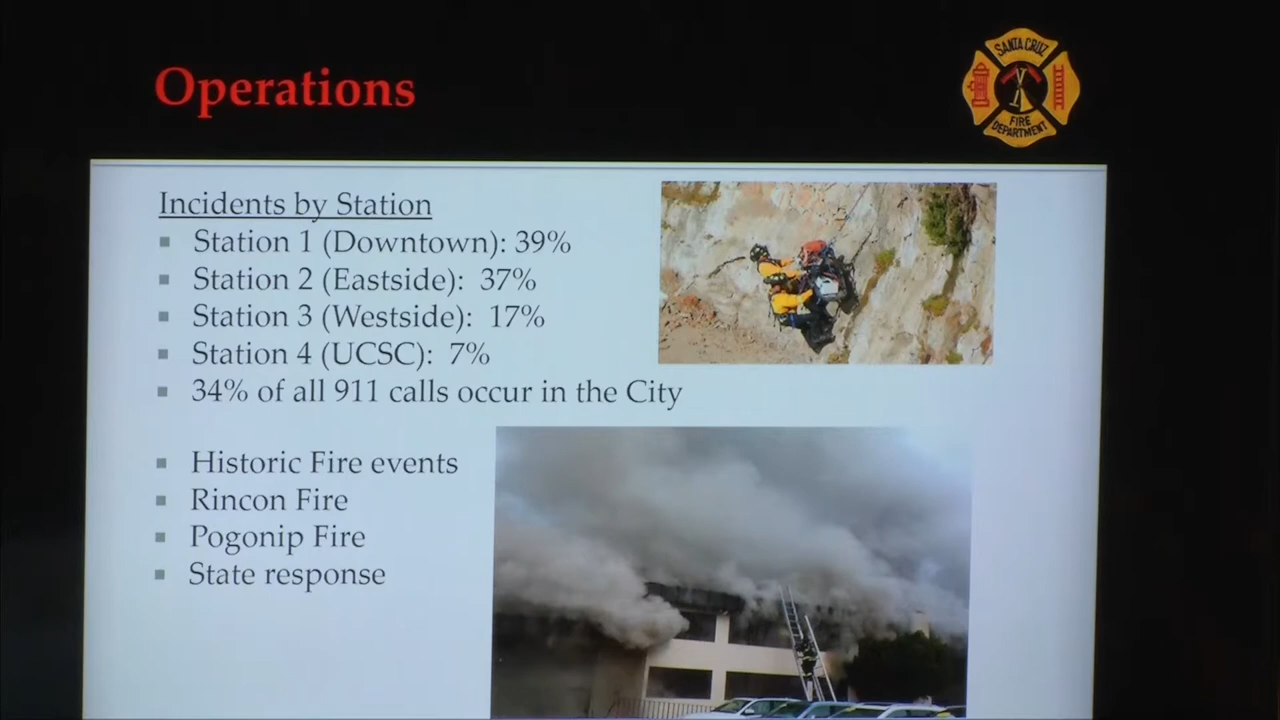 Operations
SANTA CRUZ
FIRE
DEPARTMENT
Incidents by Station
Station 1 (Downtown): 39%
Station 2 (Eastside): 37%
Station 3 (Westside): 17%
Station 4 (UCSC): 7%
34% of all 911 calls occur in the City
Historic Fire events
Rincon Fire
Pogonip Fire
State response